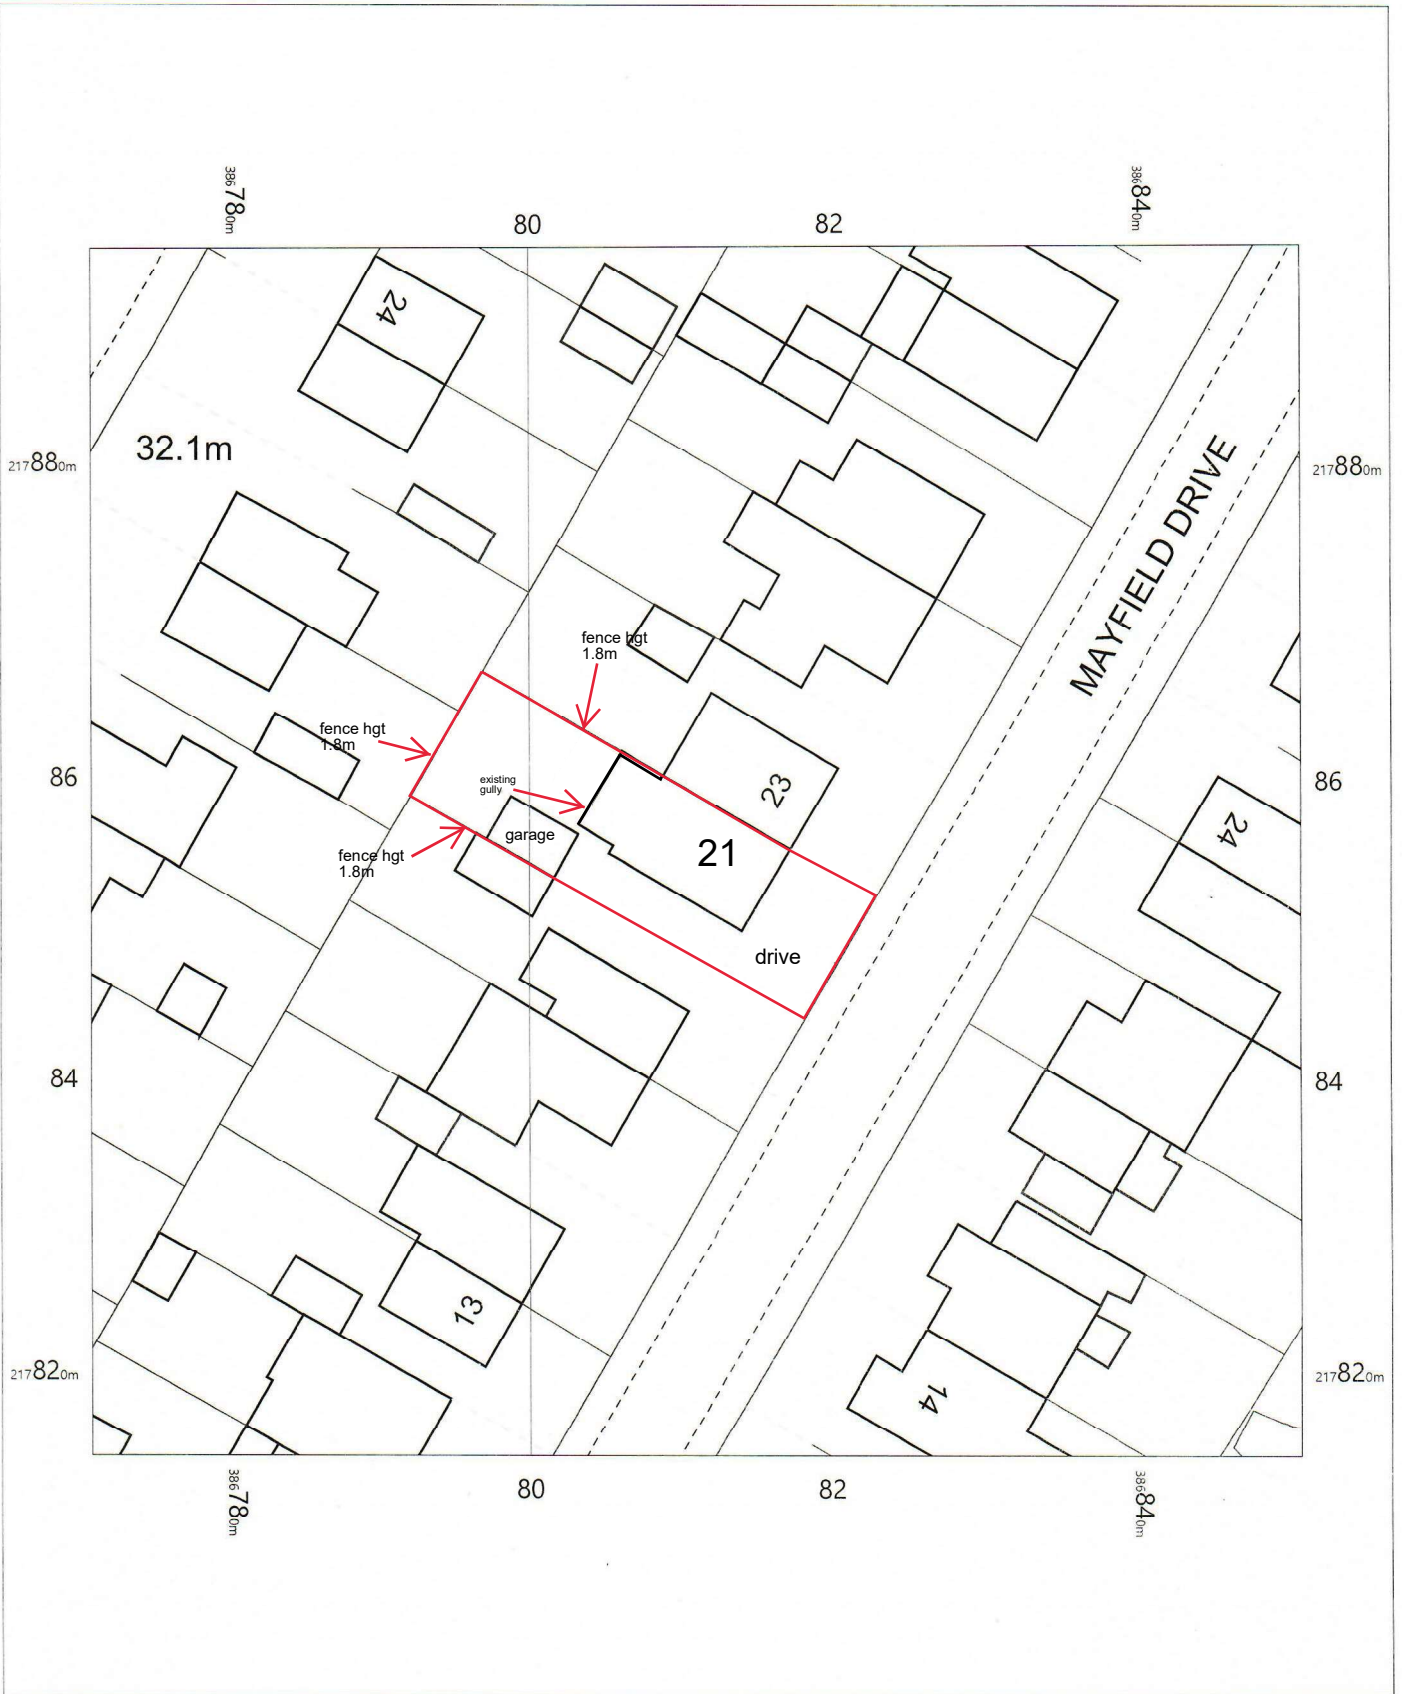 386780m
80
82
386840m
24
32.1m
217880m
217880m
MAYFIELD DRIVE
fence hgt
1.8m
fence hgt
1.8m
existing
gully
86
23
86
garage
21
24
fence hgt
1.8m
drive
84
84
13
217820m
14
217820m
386780m
80
82
386840m